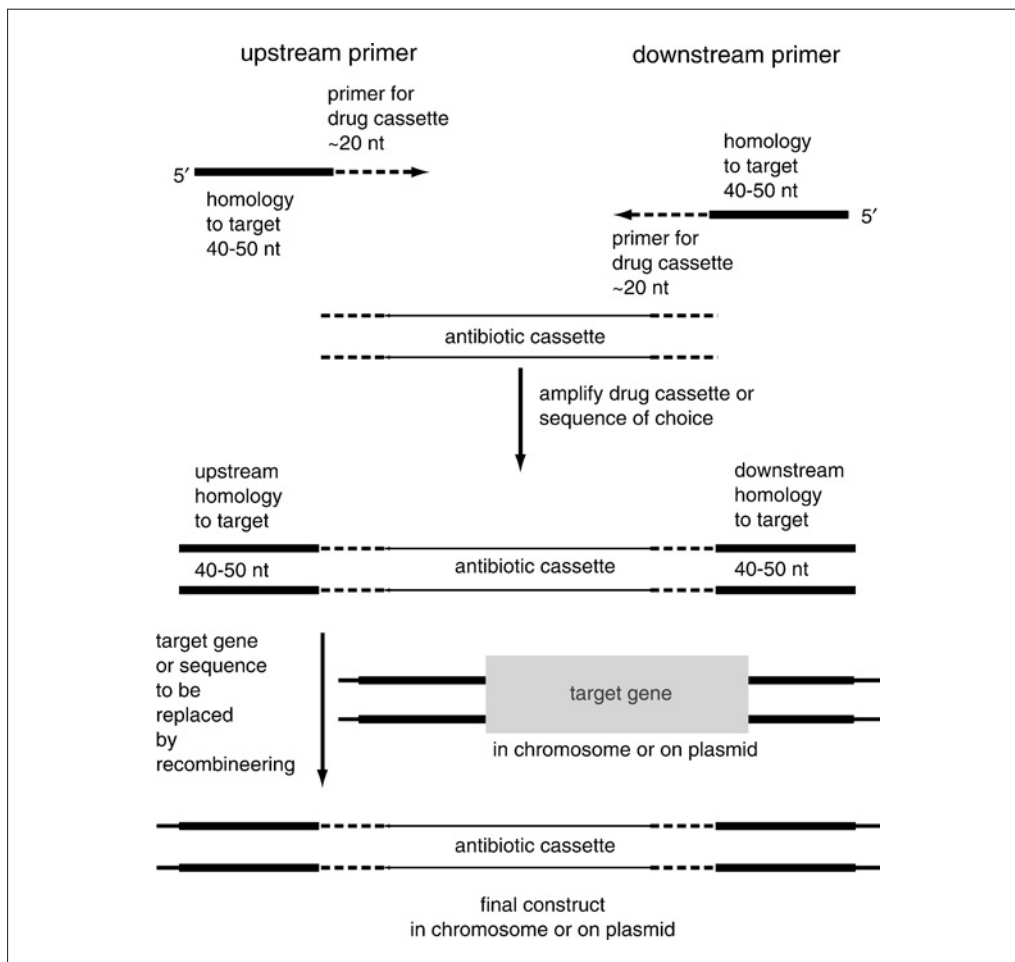 upstream primer
downstream primer
primer for
drug cassette
~20 nt
5′
homology
to target
40-50 nt
homology
to target
40-50 nt
5′
primer for
drug cassette
~20 nt
antibiotic cassette
amplify drug cassette or
sequence of choice
upstream
homology
to target
downstream
homology
to target
40-50 nt
antibiotic cassette
40-50 nt
target gene
or sequence
to be
replaced
by
recombineering
target gene
in chromosome or on plasmid
antibiotic cassette
final construct
in chromosome or on plasmid